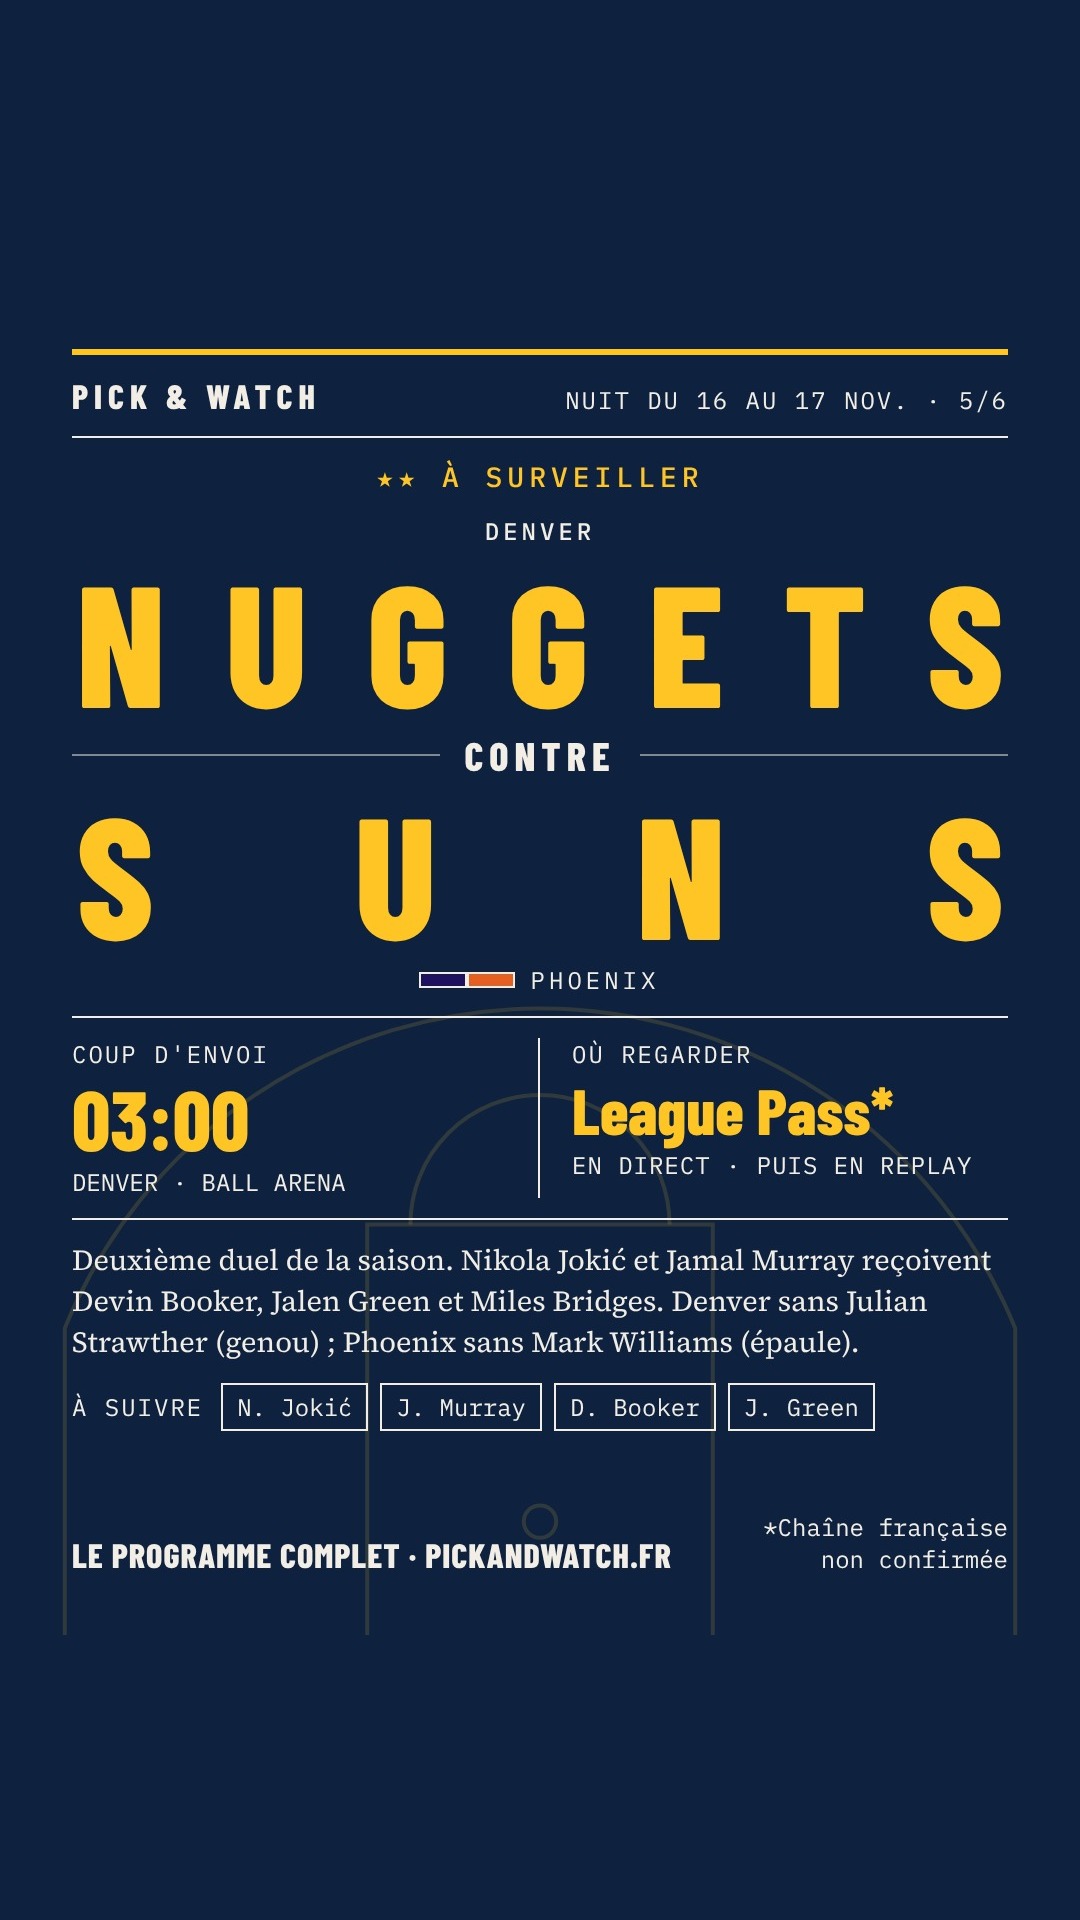 PICK & WATCH
NUIT DU 16 AU 17 NOV. · 5/6
★★ À SURVEILLER
DENVER
NUGGETS
CONTRE
SUNS
PHOENIX
COUP D'ENVOI
03:00
DENVER · BALL ARENA
OÙ REGARDER
League Pass*
EN DIRECT · PUIS EN REPLAY
Deuxième duel de la saison. Nikola Jokić et Jamal Murray reçoivent
Devin Booker, Jalen Green et Miles Bridges. Denver sans Julian
Strawther (genou) ; Phoenix sans Mark Williams (épaule).
À SUIVRE N. Jokić J. Murray D. Booker J. Green
LE PROGRAMME COMPLET · PICKANDWATCH.FR
*Chaîne française
non confirmée